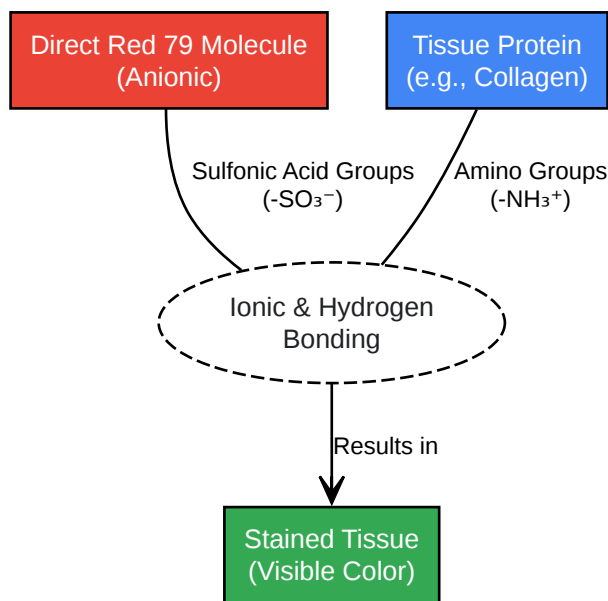 Direct Red 79 Molecule
(Anionic)
Tissue Protein
(e.g., Collagen)
Sulfonic Acid Groups
(-SO₃⁻)
Amino Groups
(-NH₃⁺)
Ionic & Hydrogen
Bonding
Results in
Stained Tissue
(Visible Color)